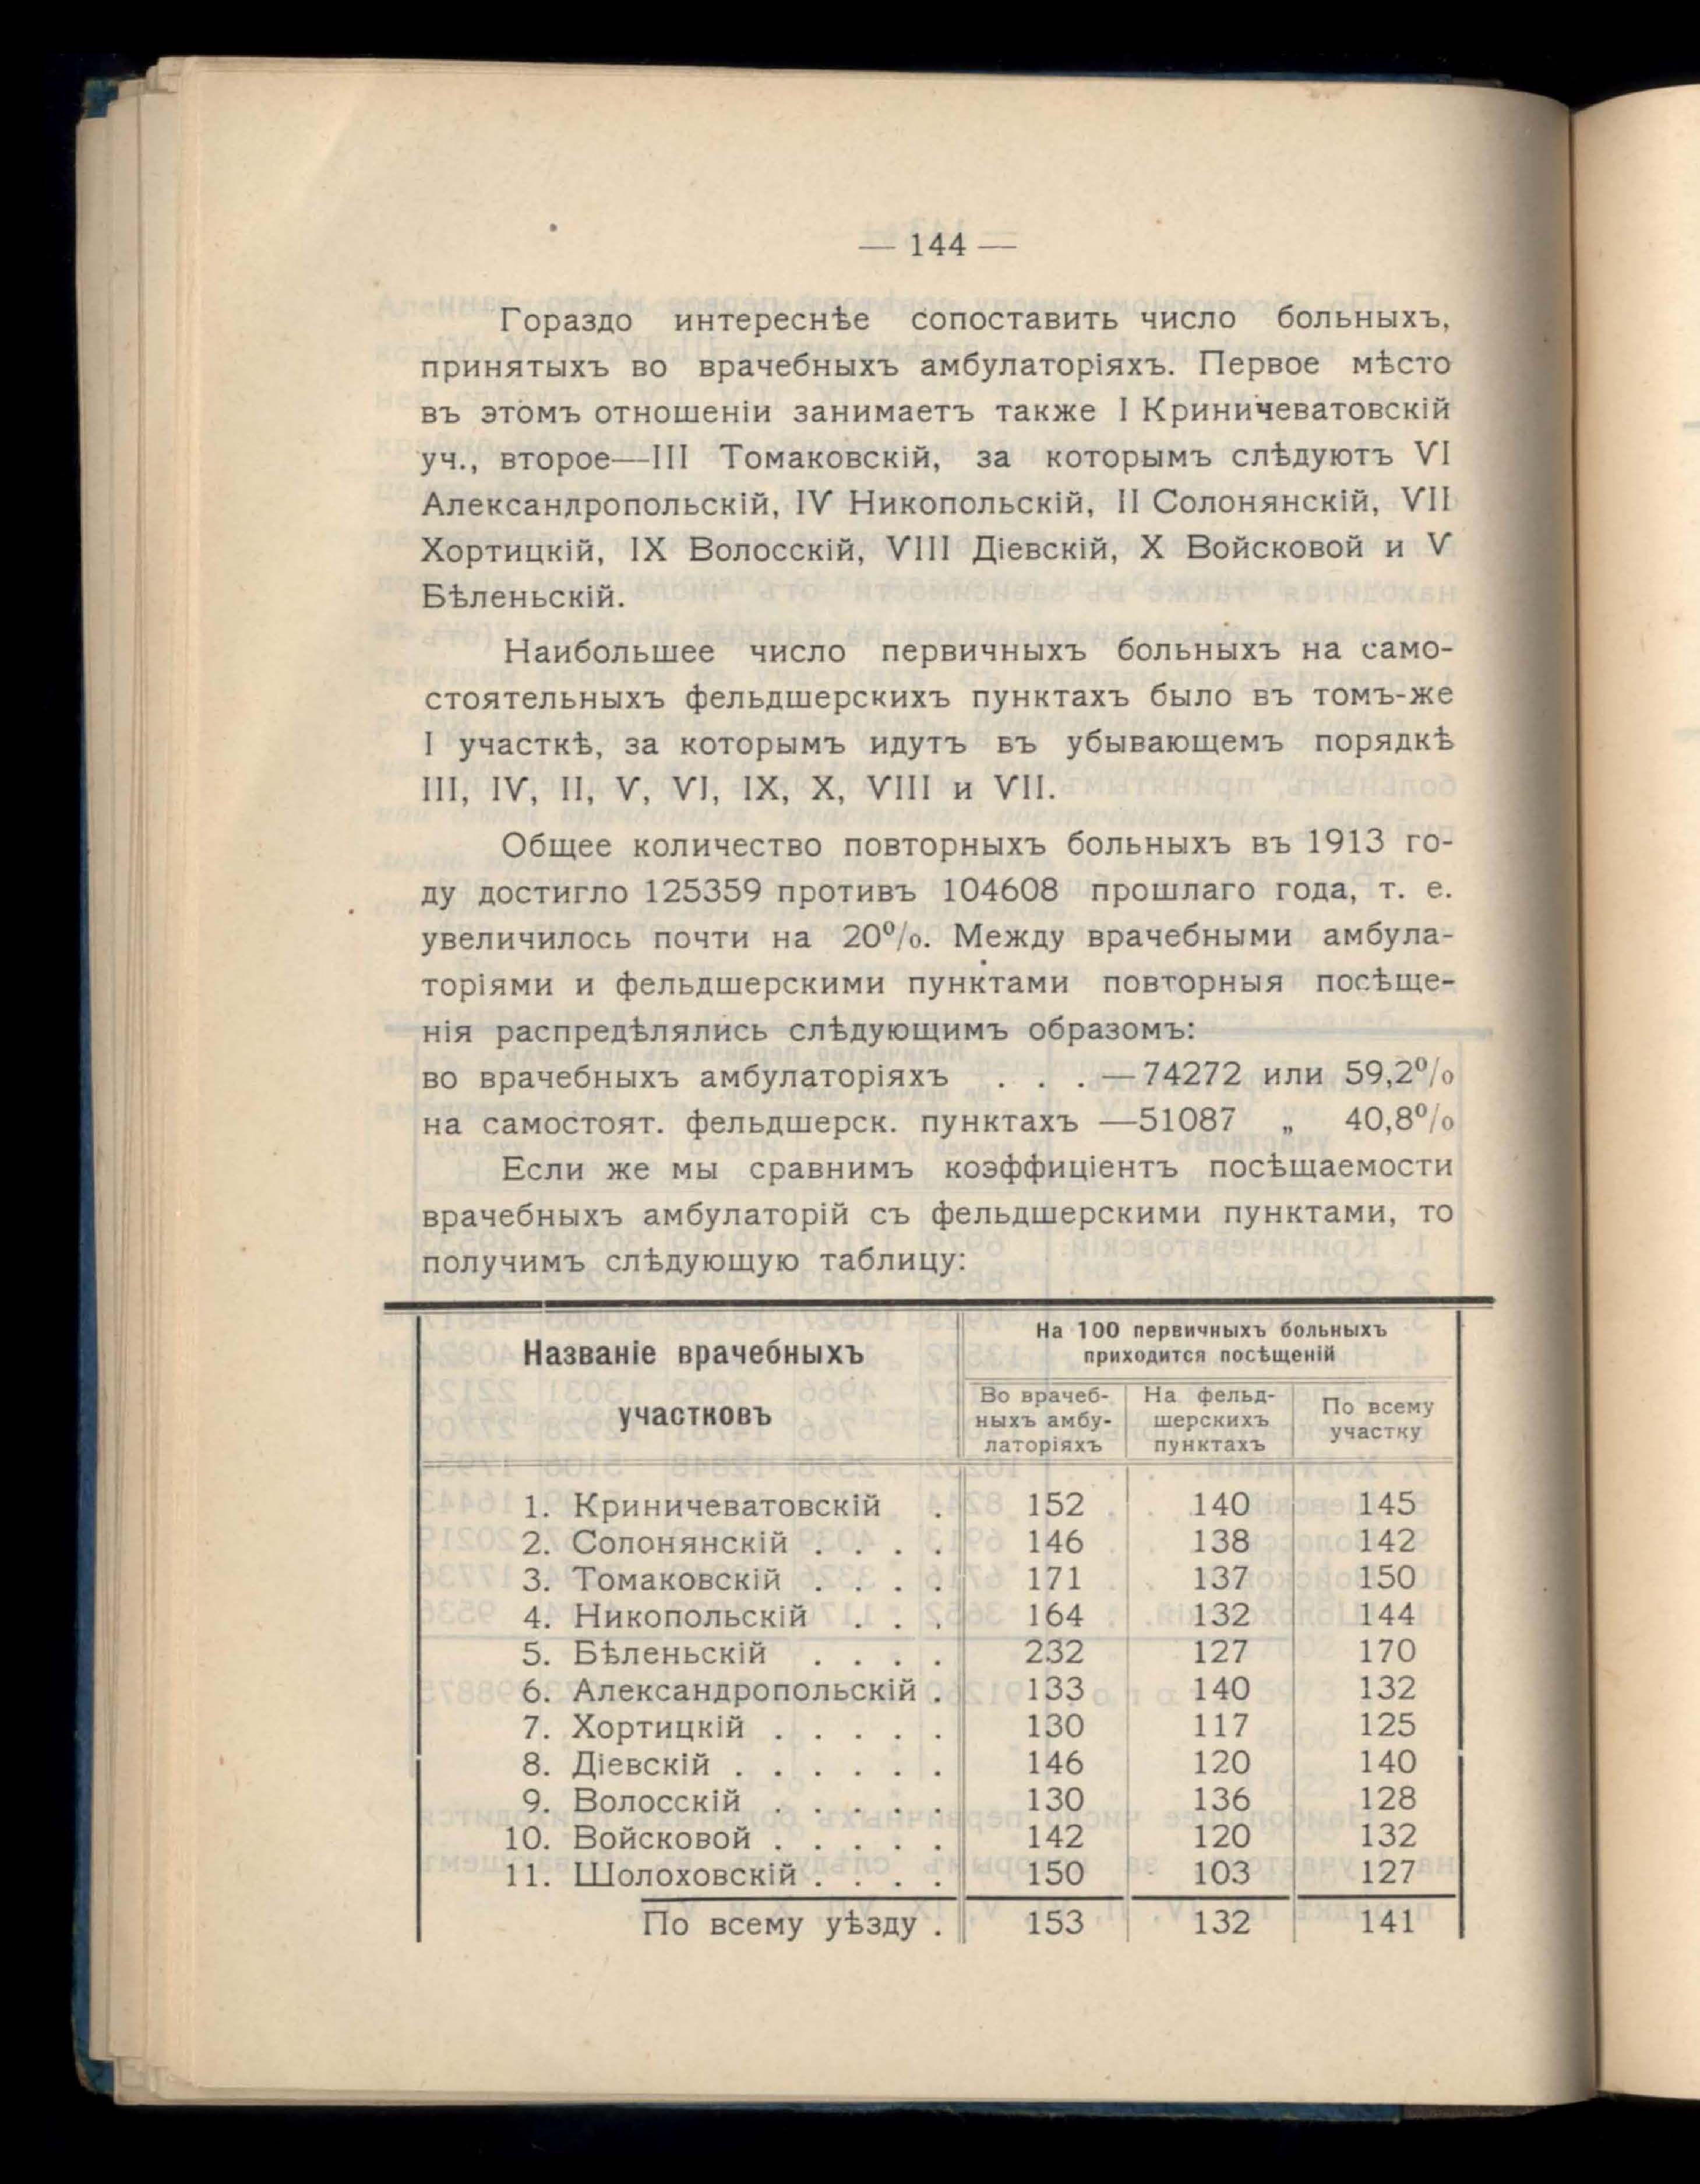 — 144 —
Гораздо интереснѣе сопоставить число больныхъ,
принятыхъ во врачебныхъ амбулаторіяхъ. Первое мѣсто
въ этомъ отношеніи занимаетъ также I Криничеватовскій
уч., второе—III Томаковскій, за которымъ слѣдуютъ VI
Александропольскій, IV Никопольскій, II Солонянскій, VII
Хортицкій, IX Волосскій, VIII Діевскій, X Войсковой и V
Бѣленьскій.
Наибольшее число первичныхъ больныхъ на само-
стоятельныхъ фельдшерскихъ пунктахъ было въ томъ-же
I участкѣ, за которымъ идутъ въ убывающемъ порядкѣ
III, IV, II, V, VI, IX, X, VIII и VII.
Общее количество повторныхъ больныхъ въ 1913 го-
ду достигло 125359 противъ 104608 прошлаго года, т. е.
увеличилось почти на 20%. Между врачебными амбула-
торіями и фельдшерскими пунктами повторныя посѣще-
нія распредѣлялись слѣдующимъ образомъ:
во врачебныхъ амбулаторіяхъ . . . —74272 или 59,2%
на самостоят. фельдшерск. пунктахъ —51087 „ 40,8%
Если же мы сравнимъ коэффиціентъ посѣщаемости
врачебныхъ амбулаторій съ фельдшерскими пунктами, то
получимъ слѣдующую таблицу:
Названіе врачебныхъ
участковъ
На 100 первичныхъ больныхъ
приходится посѣщеній
Во врачеб-
ныхъ амбу-
латоріяхъ
На фельд-
шерскихъ
пунктахъ
По всему
участку
1. Криничеватовскій . 152 140 145
2. Солонянскій . . . . 146 138 142
3. Томаковскій . . . . 171 137 150
4. Никопольскій . . . 164 132 144
5. Бѣленьскій . . . . 232 127 170
6. Александропольскій . 133 140 132
7. Хортицкій . . . . . 130 117 125
8. Діевскій . . . . . . 146 120 140
9. Волосскій . . . . . 130 136 128
10. Войсковой . . . . . 142 120 132
11. Шолоховскій . . . . 150 103 127
По всему уѣзду . 153 132 141